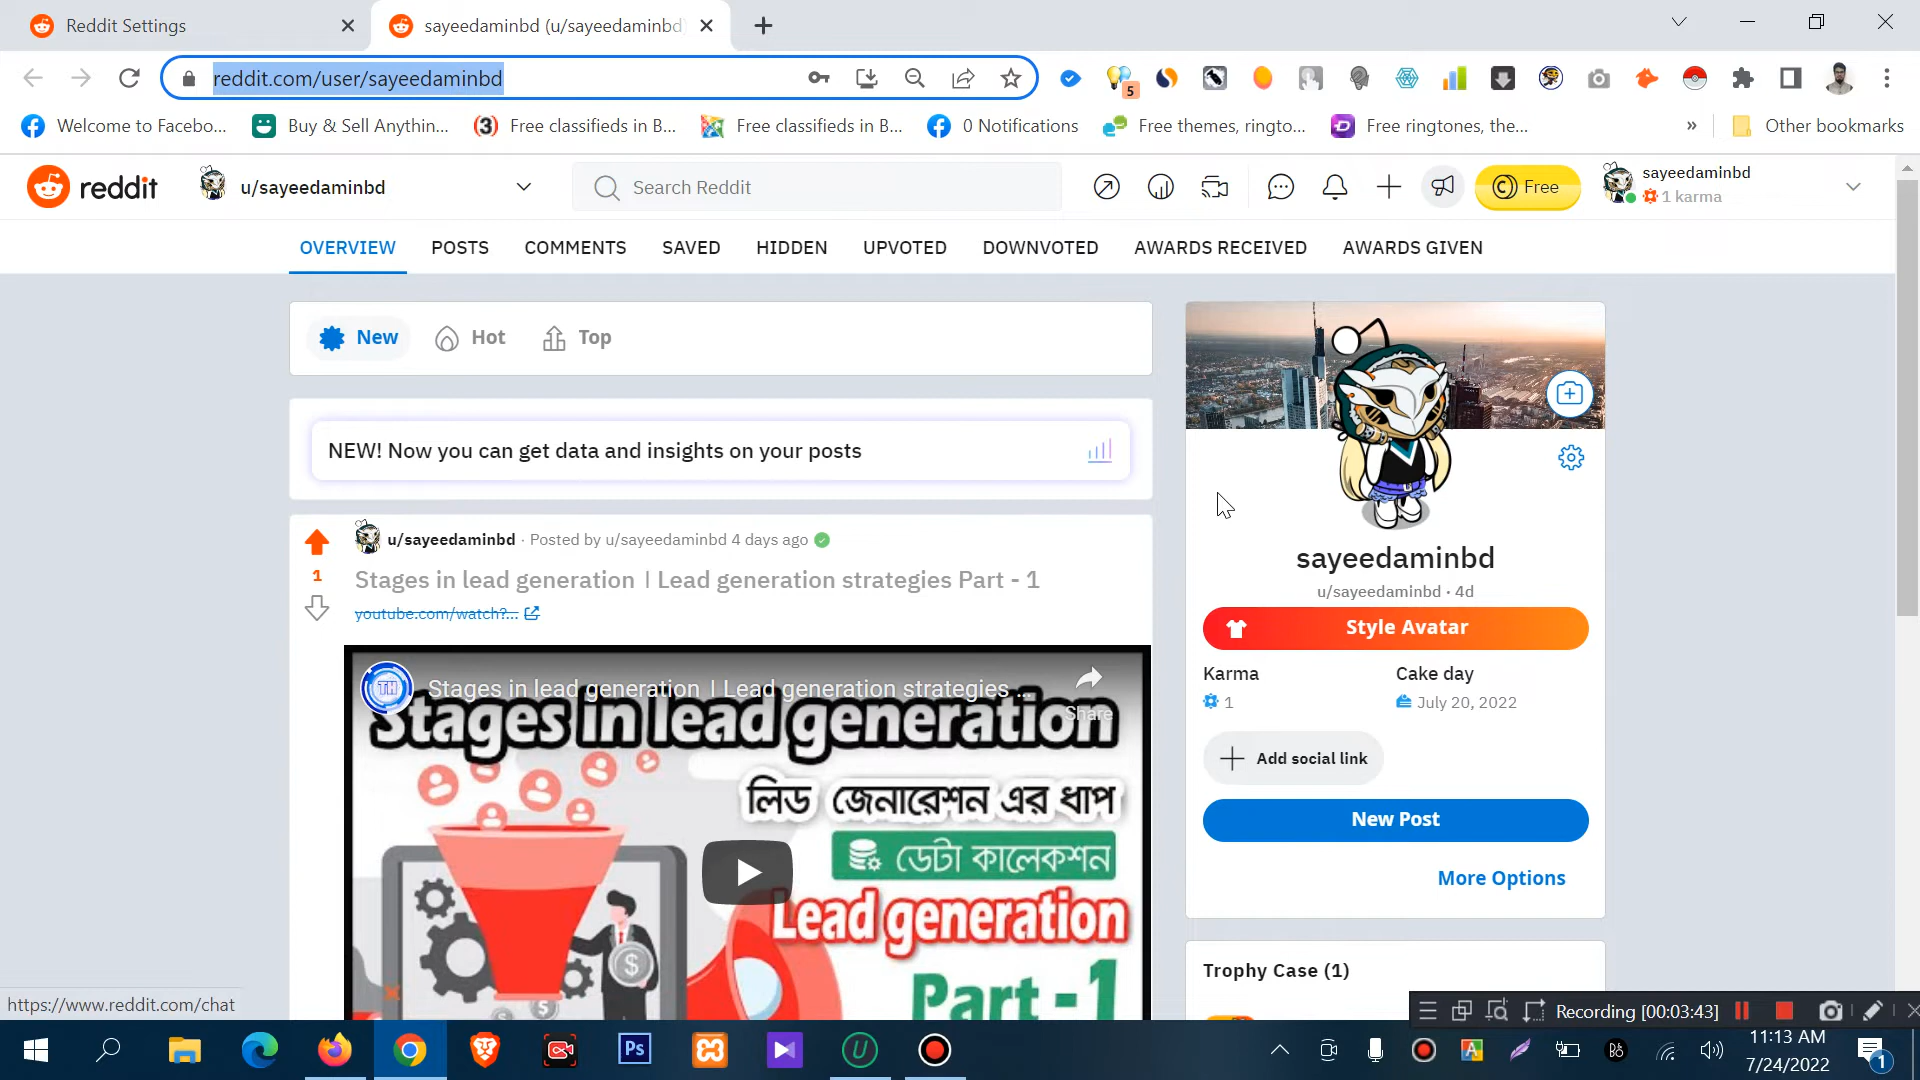 Reddit Settings
sayeedaminbd (u/sayeedaminbd)
reddit.com/user/sayeedaminbd
5
Welcome to Facebo...
Buy & Sell Anythin...
Free classifieds in B...
Free classifieds in B...
0 Notifications
Free themes, ringto...
Free ringtones, the...
»
Other bookmarks
reddit
u/sayeedaminbd
Search Reddit
Free
sayeedaminbd
1 karma
OVERVIEW
POSTS
COMMENTS
SAVED
HIDDEN
UPVOTED
DOWNVOTED
AWARDS RECEIVED
AWARDS GIVEN
New
Hot
Top
NEW! Now you can get data and insights on your posts
u/sayeedaminbd · Posted by u/sayeedaminbd 4 days ago
1
Stages in lead generation । Lead generation strategies Part - 1
youtube.com/watch?...
TH
Stages in lead generation । Lead generation strategies ...
Share
Stages in lead generation
লিড জেনারেশন এর ধাপ
ডেটা কালেকশন
Lead generation
Part -1
sayeedaminbd
u/sayeedaminbd · 4d
Style Avatar
Karma
Cake day
1
July 20, 2022
Add social link
New Post
More Options
Trophy Case (1)
https://www.reddit.com/chat
Recording [00:03:43]
Ps
11:13 AM
7/24/2022
1